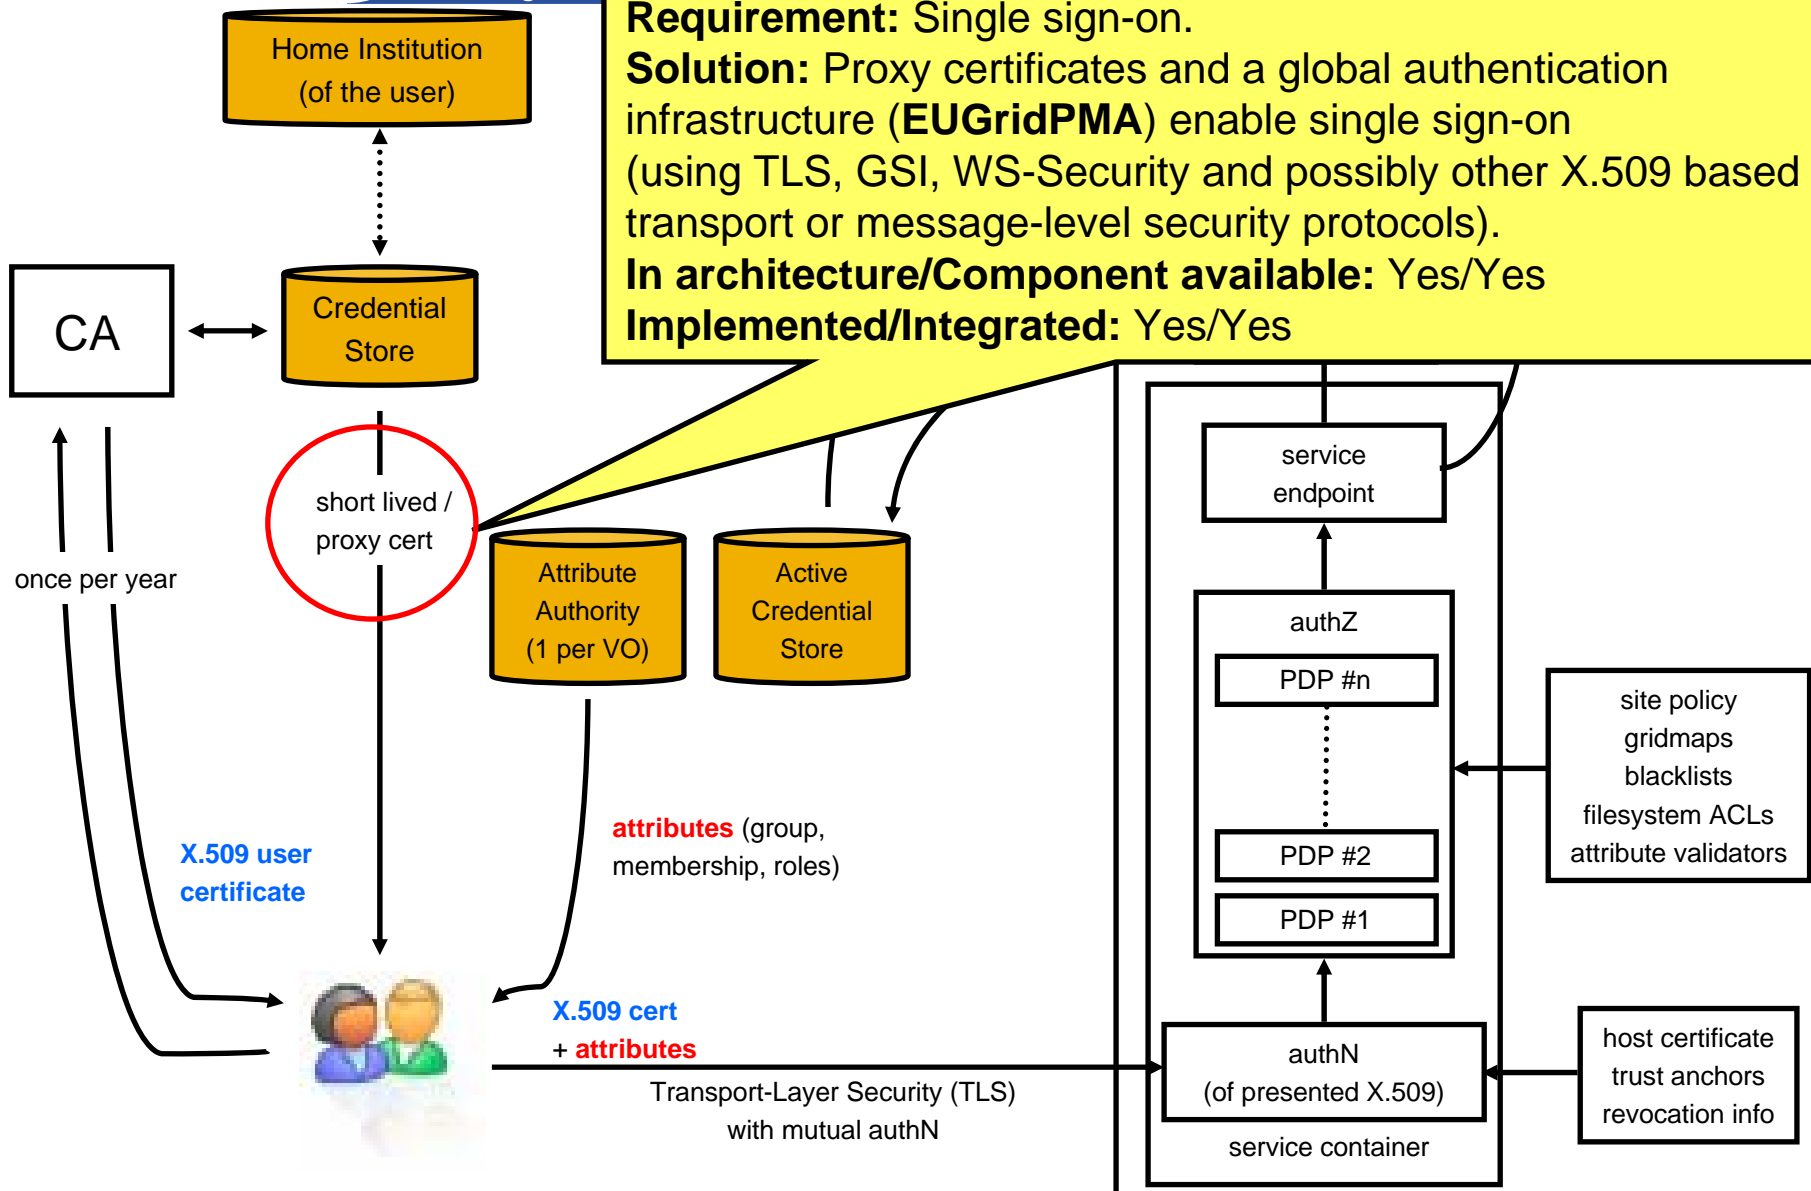 Home Institution
(of the user)
Requirement: Single sign-on.
Solution: Proxy certificates and a global authentication
infrastructure (EUGridPMA) enable single sign-on
(using TLS, GSI, WS-Security and possibly other X.509 based
transport or message-level security protocols).
In architecture/Component available: Yes/Yes
Implemented/Integrated: Yes/Yes
CA
Credential
Store
short lived /
proxy cert
once per year
Attribute
Authority
(1 per VO)
Active
Credential
Store
service
endpoint
authZ
PDP #n
PDP #2
PDP #1
site policy
gridmaps
blacklists
filesystem ACLs
attribute validators
X.509 user
certificate
attributes (group,
membership, roles)
X.509 cert
+ attributes
Transport-Layer Security (TLS)
with mutual authN
authN
(of presented X.509)
service container
host certificate
trust anchors
revocation info